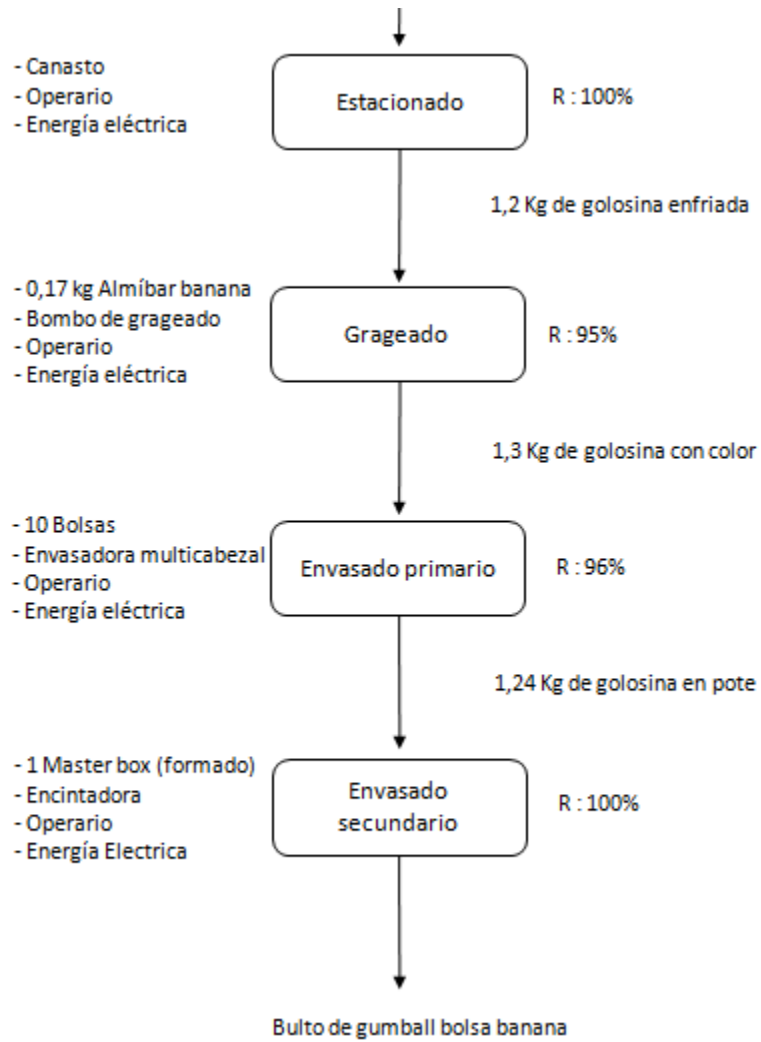 - Canasto
- Operario
- Energía eléctrica
Estacionado
R : 100%
1,2 Kg de golosina enfriada
- 0,17 kg Almíbar banana
- Bombo de grageado
- Operario
- Energía eléctrica
Grageado
R : 95%
1,3 Kg de golosina con color
- 10 Bolsas
- Envasadora multicabezal
- Operario
- Energía eléctrica
Envasado primario
R : 96%
1,24 Kg de golosina en pote
- 1 Master box (formado)
- Encintadora
- Operario
- Energía Electrica
Envasado
secundario
R : 100%
Bulto de gumball bolsa banana